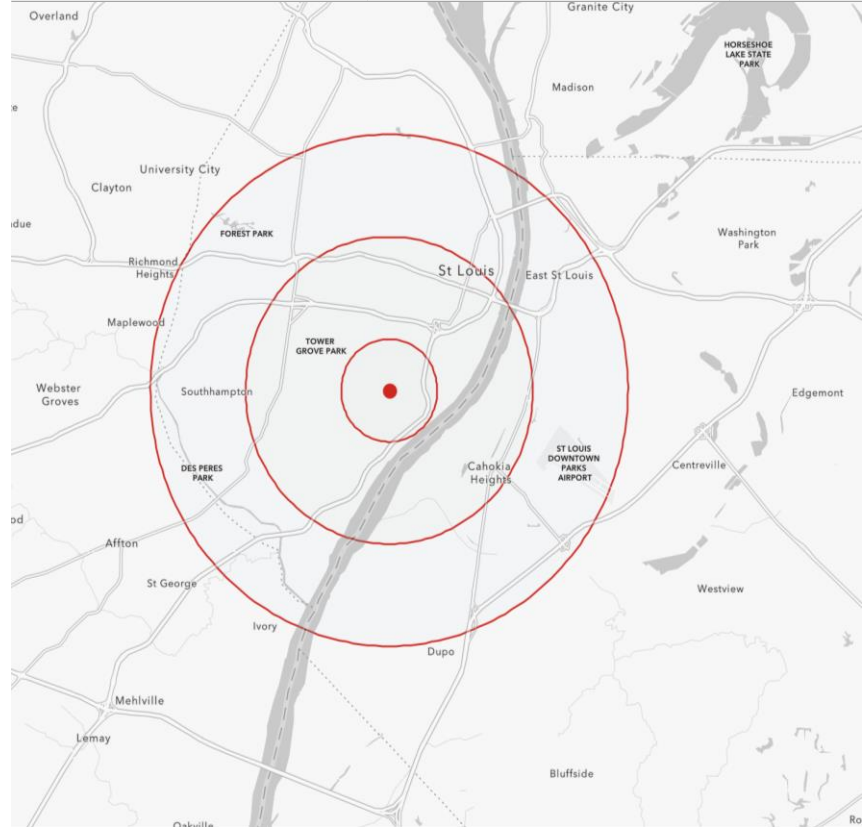 Overland
Granite City
HORSESHOE
LAKE STATE
PARK
Madison
University City
Clayton
FOREST PARK
Washington
Park
Richmond
Heights
St Louis
East St Louis
Maplewood
TOWER
GROVE PARK
Webster
Groves
Southhampton
Edgemont
ST LOUIS
DOWNTOWN
PARKS
AIRPORT
Cahokia
Heights
Centreville
DES PERES
PARK
Affton
St George
Westview
Ivory
Dupo
Mehlville
Lemay
Bluffside
Oakville